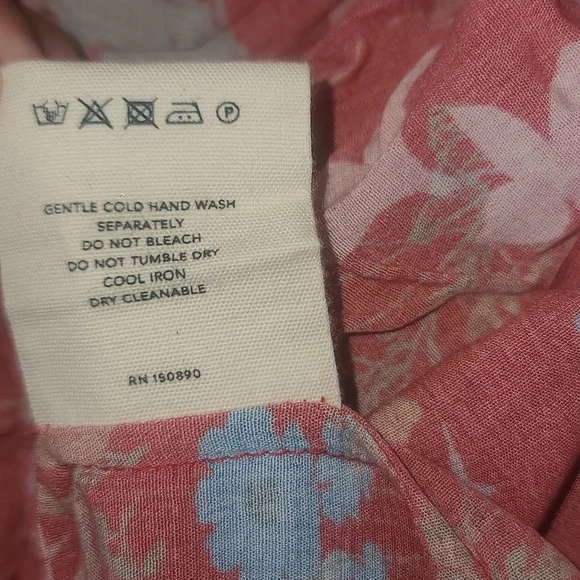 P
GENTLE COLD HAND WASH
SEPARATELY
DO NOT BLEACH
DO NOT TUMBLE DRY
COOL IRON
DRY CLEANABLE
RN 150890